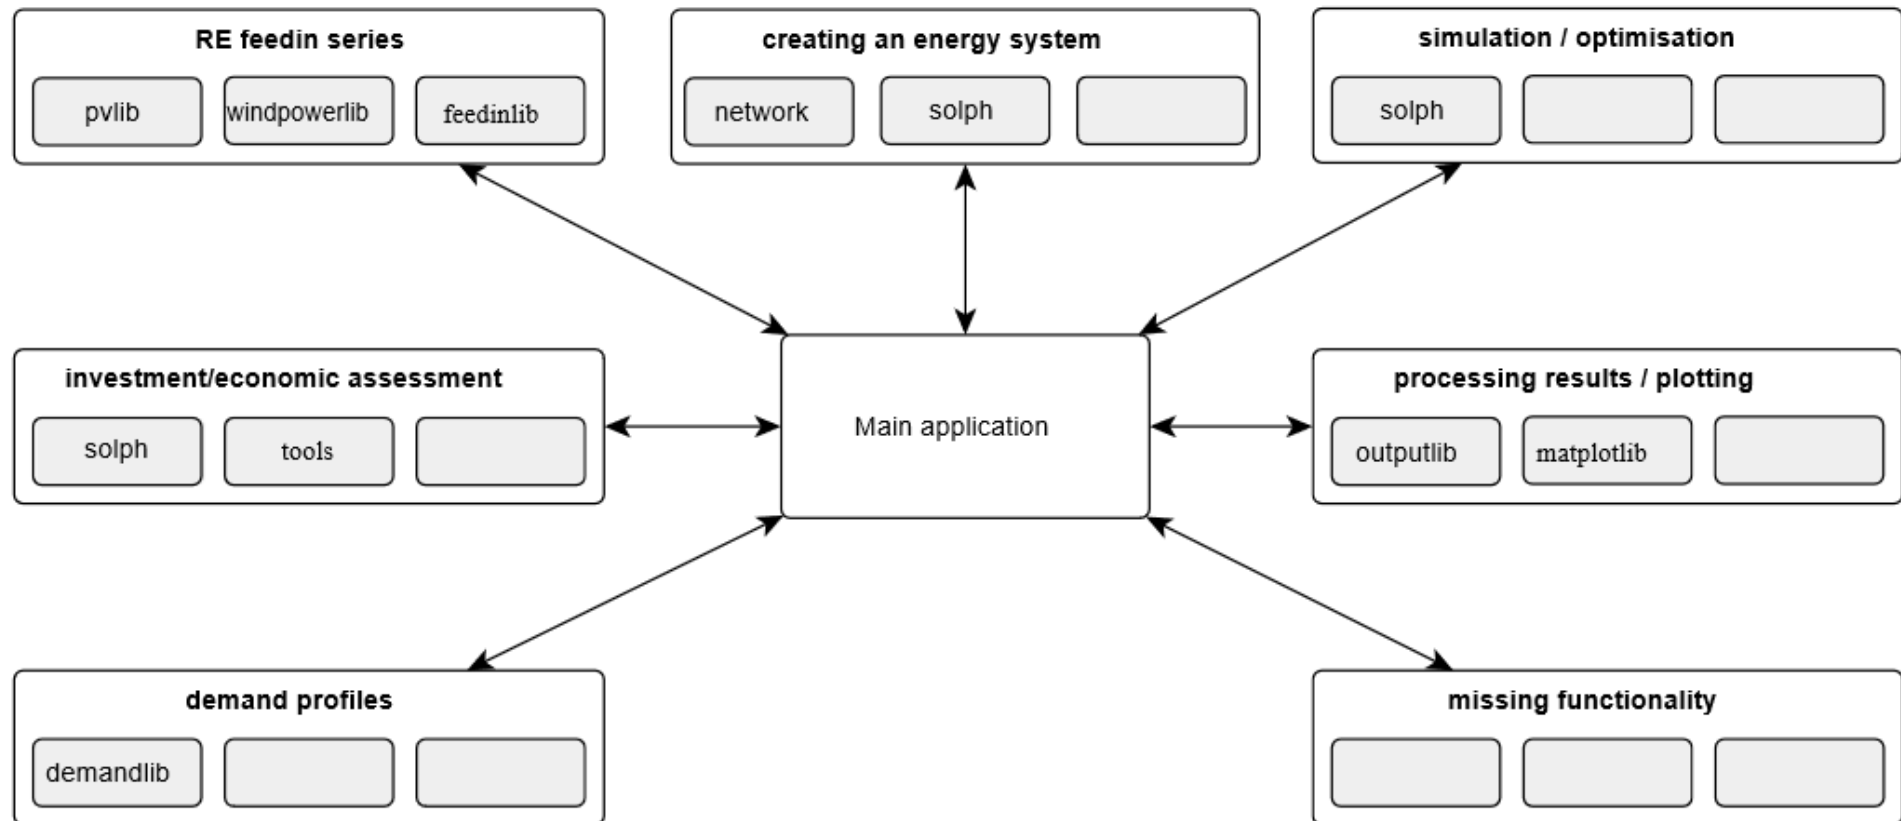 RE feedin series
pvlib
windpowerlib
feedinlib
creating an energy system
network
solph
simulation / optimisation
solph
investment/economic assessment
solph
tools
Main application
processing results / plotting
outputlib
matplotlib
demand profiles
demandlib
missing functionality